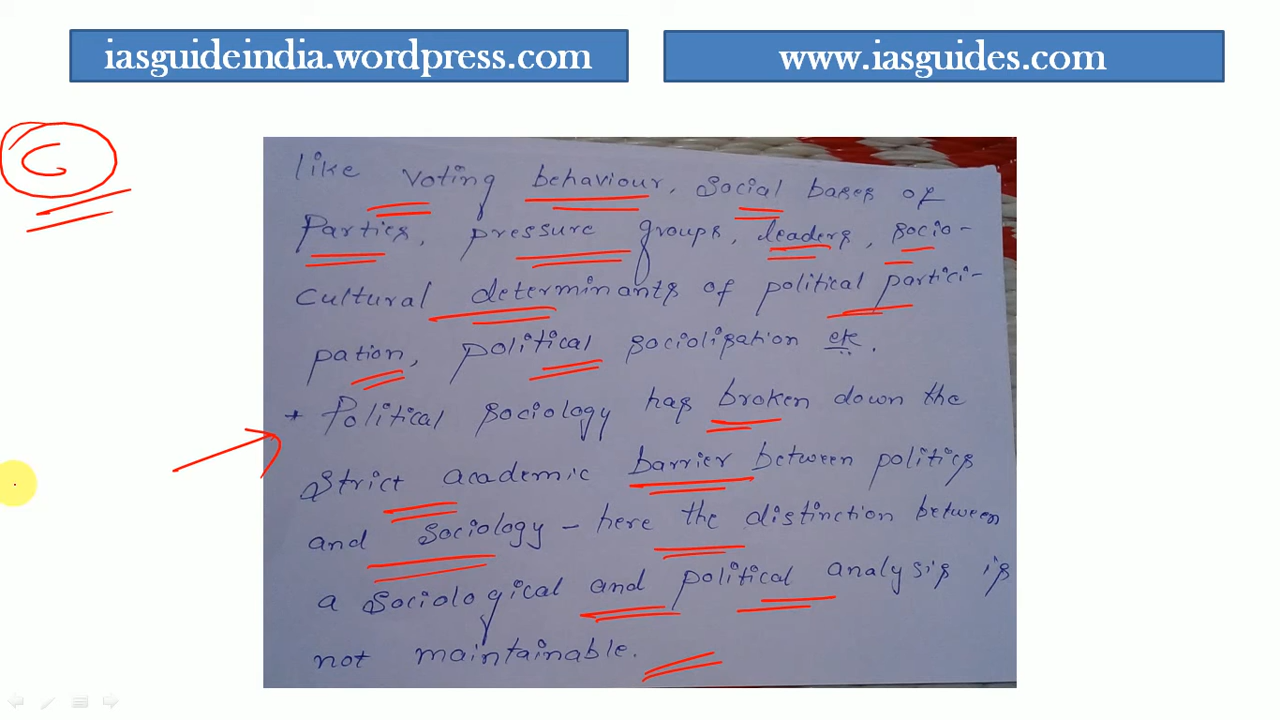 iasguideindia.wordpress.com
www.iasguides.com
like voting behaviour, social bases of
Parties, pressure groups, leaders, socio-
cultural determinants of political partici-
pation, political sociolisation etc.
* Political sociology has broken down the
strict academic barrier between politics
and sociology - here the distinction between
a sociological and political analysis is
not maintainable.